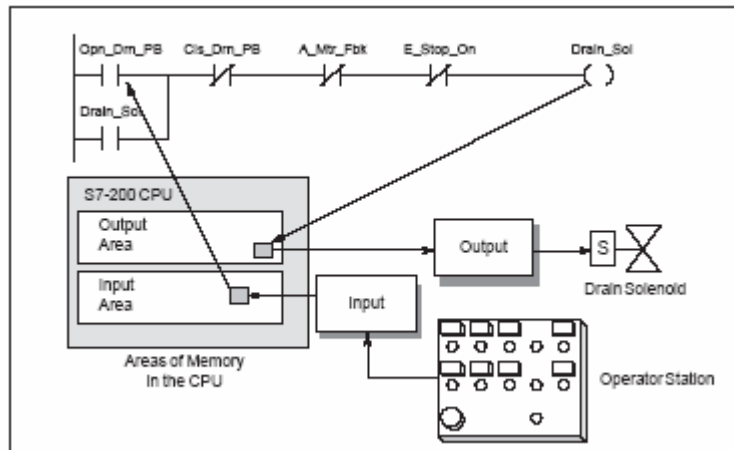 Opn_Drn_PB Cls_Drn_PB A_Mtr_Fbk E_Stop_On Drain_Sol
Drain_Sol
S7-200 CPU
Output
Area
Input
Area
Areas of Memory
in the CPU
Output
Input
S
Drain Solenoid
Operator Station